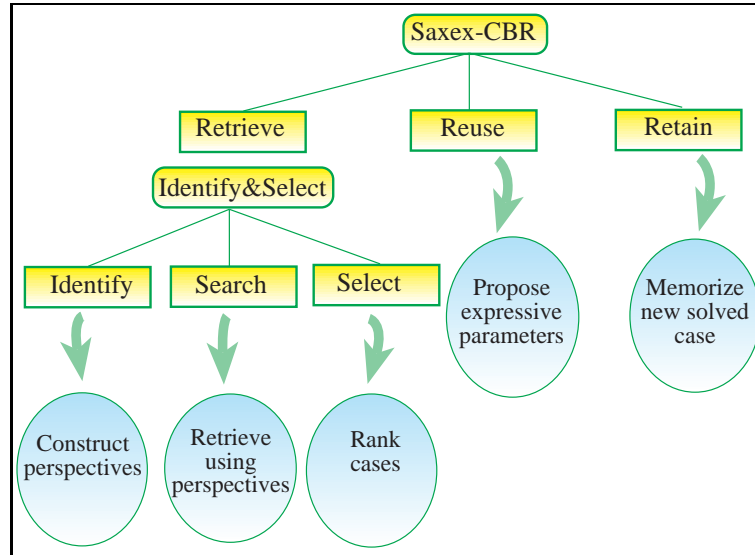 Saxex-CBR
Retrieve
Reuse
Retain
Identify&Select
Identify
Search
Select
Propose
expressive
parameters
Memorize
new solved
case
Construct
perspectives
Retrieve
using
perspectives
Rank
cases